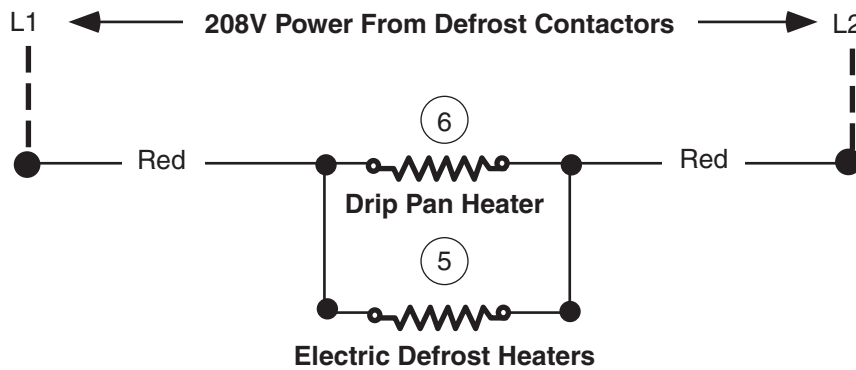 L1 208V Power From Defrost Contactors L2
6
Red Red
Drip Pan Heater
5
Electric Defrost Heaters